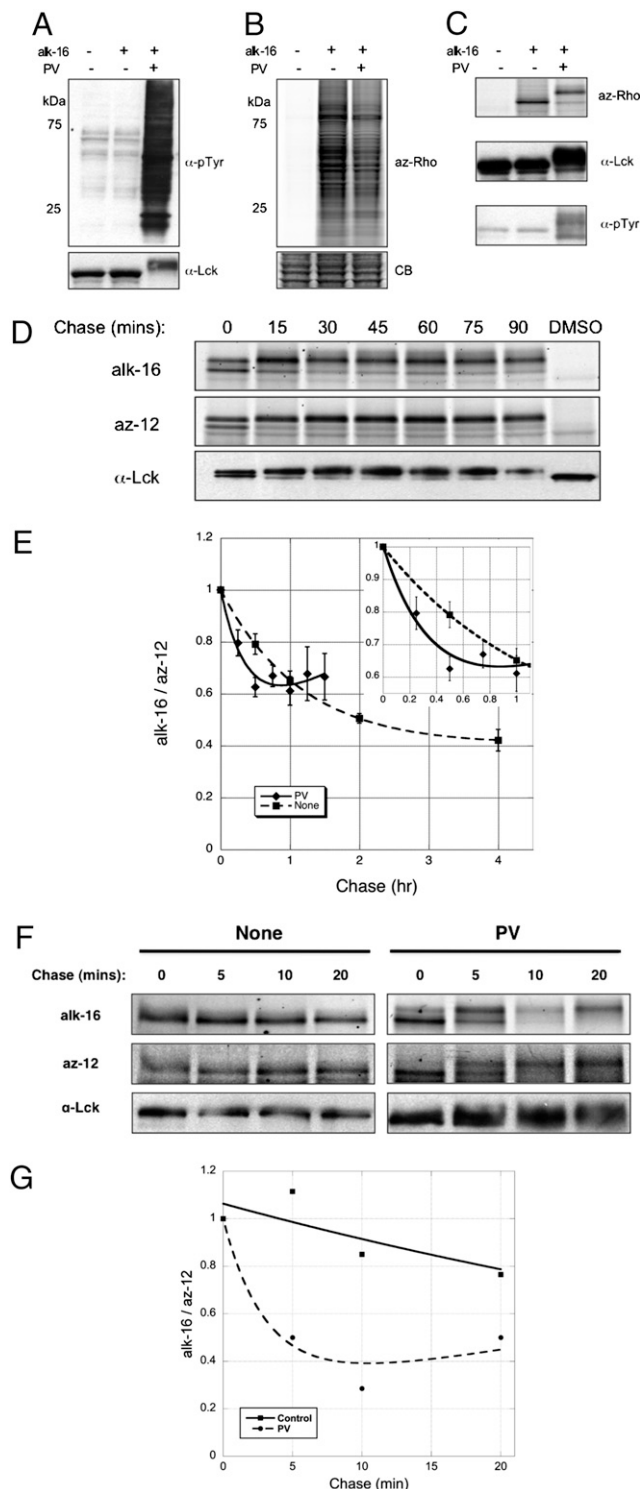 A
alk-16 - + +
PV - - +
kDa
75
25
α-pTyr
α-Lck
B
alk-16 - + +
PV - - +
kDa
75
25
az-Rho
CB
C
alk-16 - + +
PV - - +
az-Rho
α-Lck
α-pTyr
D
Chase (mins): 0 15 30 45 60 75 90 DMSO
alk-16
az-12
α-Lck
E
alk-16 / az-12
1.2
1
0.8
0.6
0.4
0.2
0
0 1 2 3 4
Chase (hr)
PV
None
1
0.9
0.8
0.7
0.6
0 0.2 0.4 0.6 0.8 1
F
None PV
Chase (mins): 0 5 10 20 0 5 10 20
alk-16
az-12
α-Lck
G
alk-16 / az-12
1.2
1
0.8
0.6
0.4
0.2
0
0 5 10 15 20
Chase (min)
Control
PV